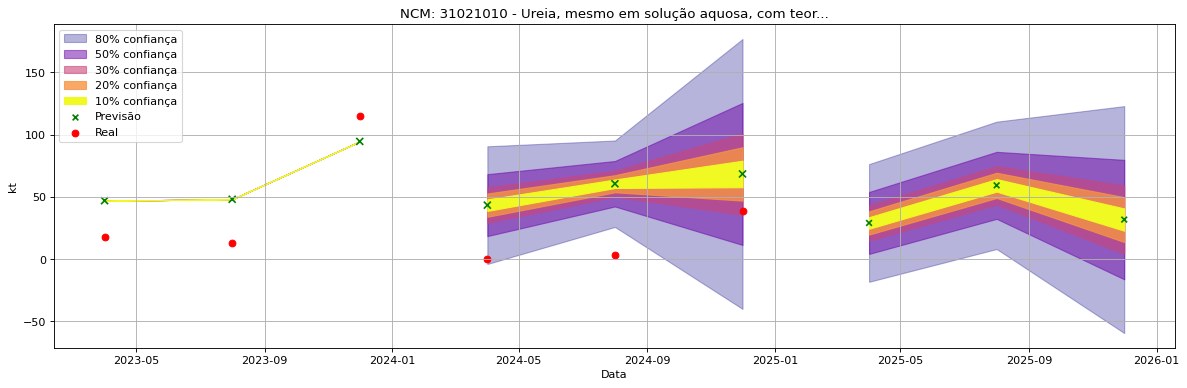 NCM: 31021010 - Ureia, mesmo em solução aquosa, com teor...
80% confiança
50% confiança
30% confiança
20% confiança
10% confiança
Previsão
Real
150
100
50
0
−50
kt
2023-05
2023-09
2024-01
2024-05
2024-09
2025-01
2025-05
2025-09
2026-01
Data